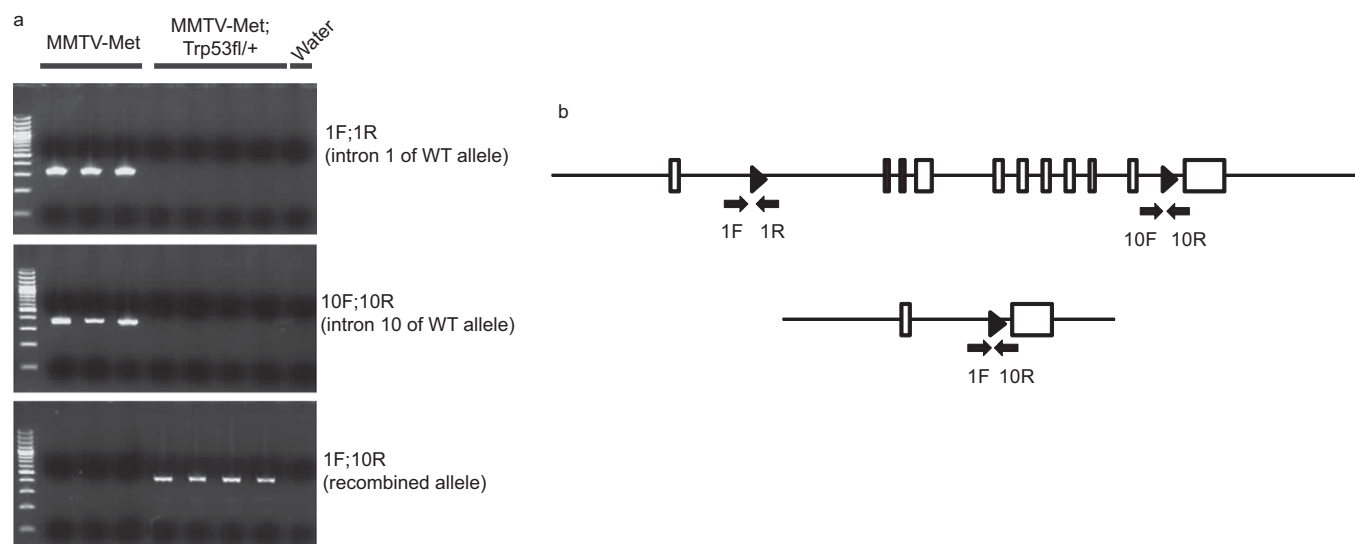 a
MMTV-Met
MMTV-Met;
Trp53fl/+
Water
1F;1R
(intron 1 of WT allele)
10F;10R
(intron 10 of WT allele)
1F;10R
(recombined allele)
b
1F 1R
10F 10R
1F 10R